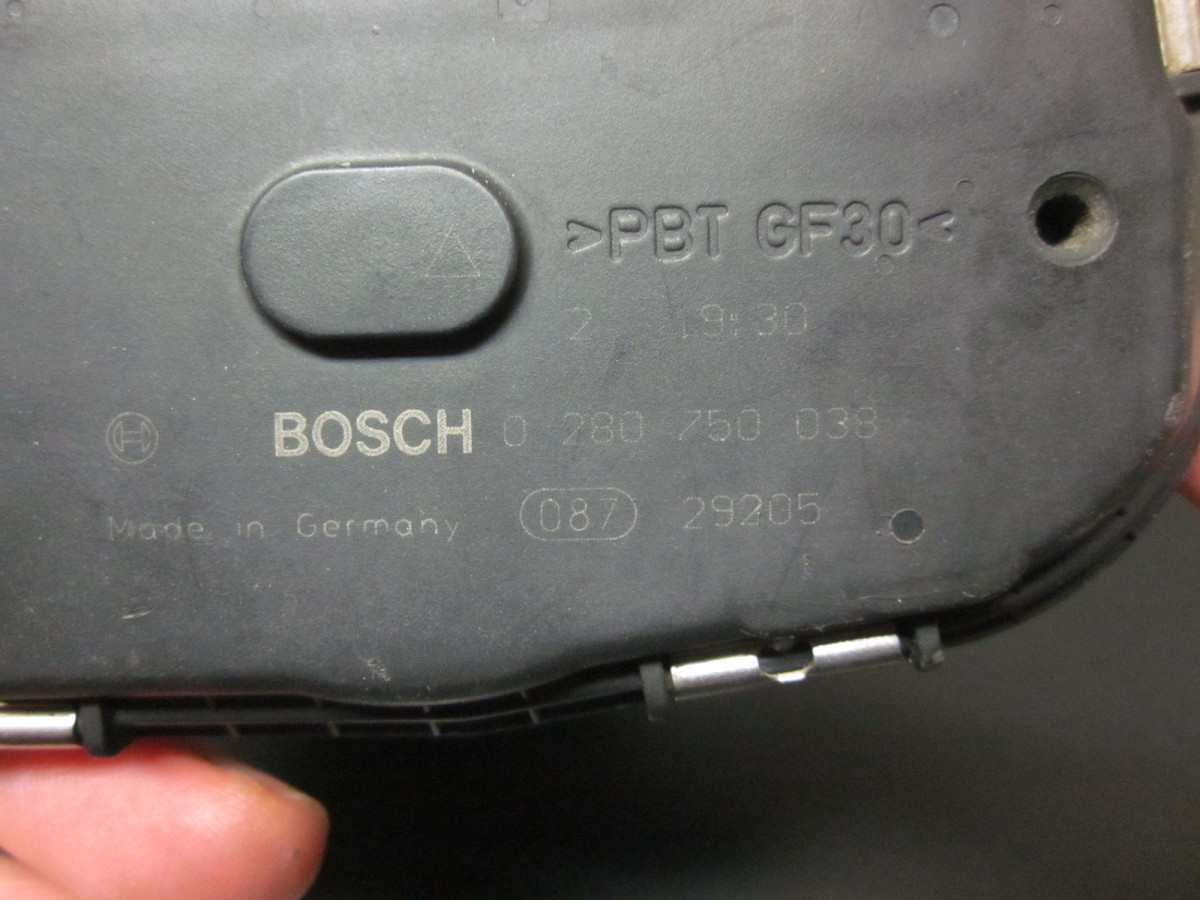 >PBT GF30<
2 19:30
BOSCH 0 280 750 038
Made in Germany 087 29205